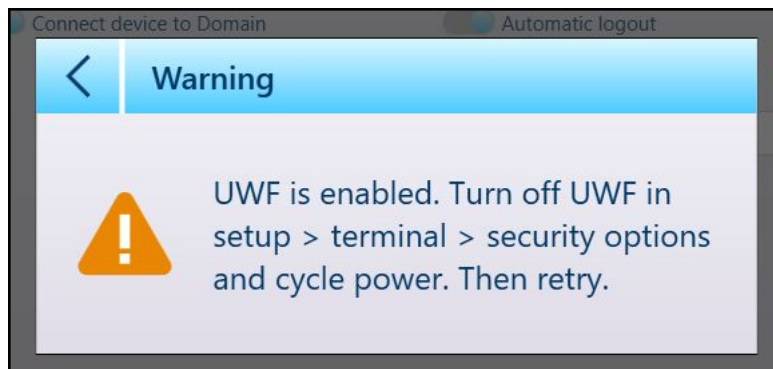 Connect device to Domain
Automatic logout
Warning
UWF is enabled. Turn off UWF in
setup > terminal > security options
and cycle power. Then retry.